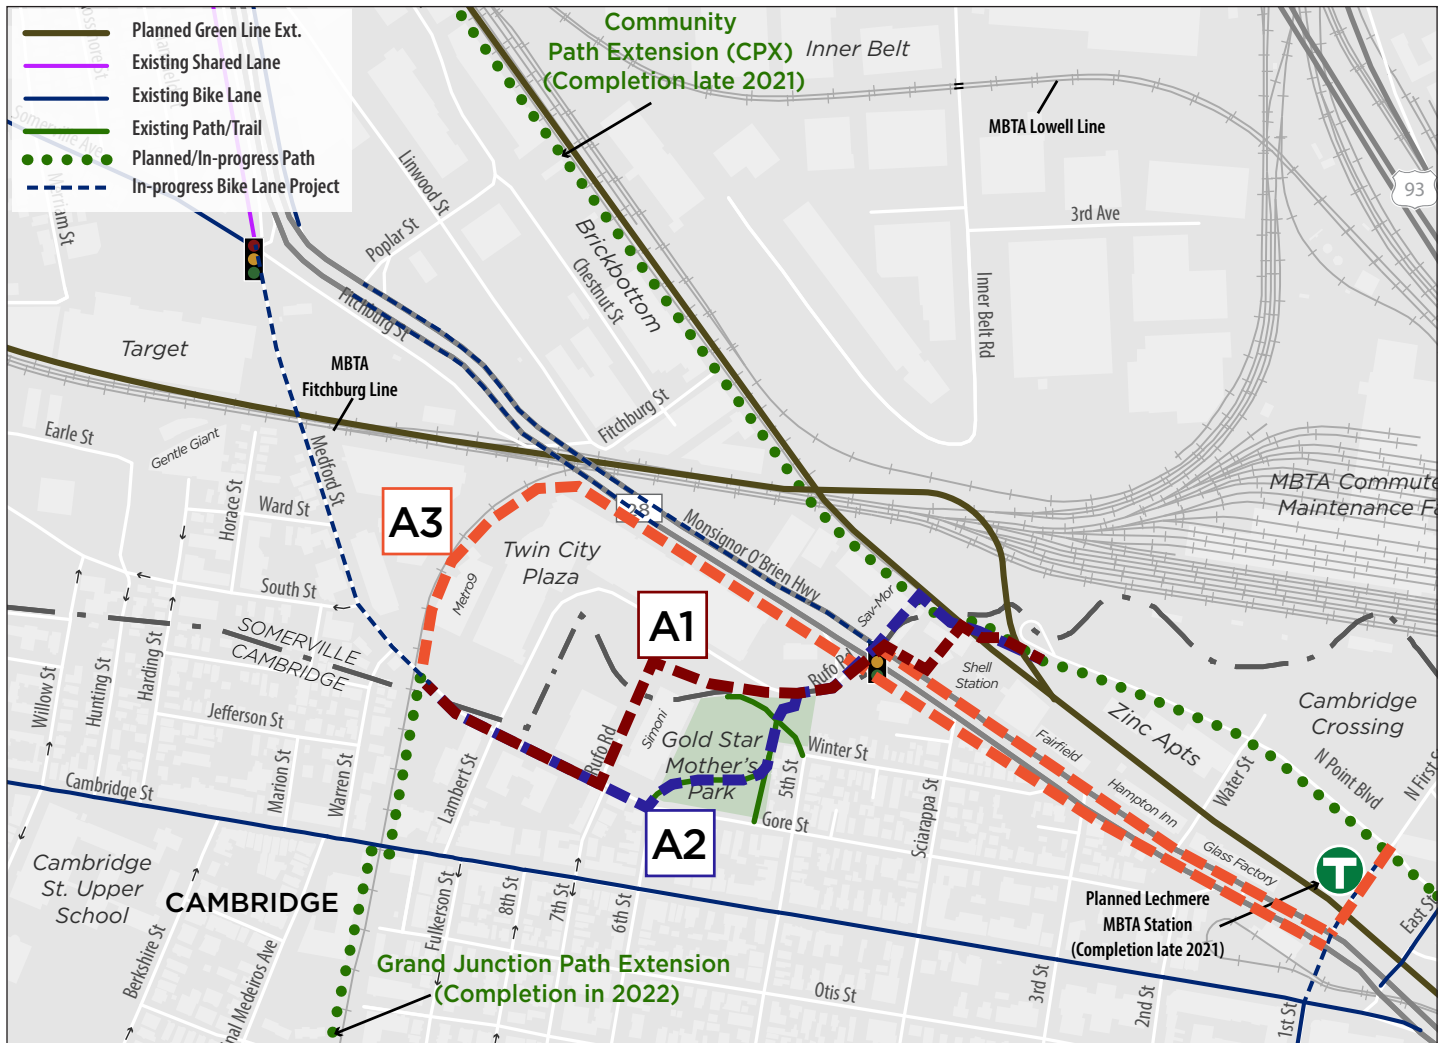 Planned Green Line Ext.
Existing Shared Lane
Existing Bike Lane
Existing Path/Trail
Planned/In-progress Path
In-progress Bike Lane Project
Somerville Ave
Merriam St
Community
Path Extension (CPX)
(Completion late 2021)
Inner Belt
MBTA Lowell Line
93
3rd Ave
Linwood St
Poplar St
Chestnut St
Brickbottom
Fitchburg St
Inner Belt Rd
Target
MBTA
Fitchburg Line
Fitchburg St
Earle St
Gentle Giant
Medford St
Horace St
Ward St
MBTA Commute
Maintenance Fa
A3
28
Monsignor O'Brien Hwy
Twin City
Plaza
Metro9
South St
Sav-Mor
A1
SOMERVILLE
CAMBRIDGE
Willow St
Hunting St
Harding St
Rufo Rd
Shell
Station
Jefferson St
Cambridge
Crossing
Zinc Apts
Simoni
Rufo Rd
Gold Star
Mother's
Park
Winter St
Fairfield
Water St
N Point Blvd
N First S
Cambridge St
Marion St
Warren St
Lambert St
5th St
Hampton Inn
Gore St
Sciarappa St
A2
Glass Factory
T
Cambridge
St. Upper
School
CAMBRIDGE
Planned Lechmere
MBTA Station
(Completion late 2021)
East St
Fulkerson St
8th St
7th St
6th St
Berkshire St
nal Medeiros Ave
Grand Junction Path Extension
(Completion in 2022)
Otis St
3rd St
2nd St
1st St